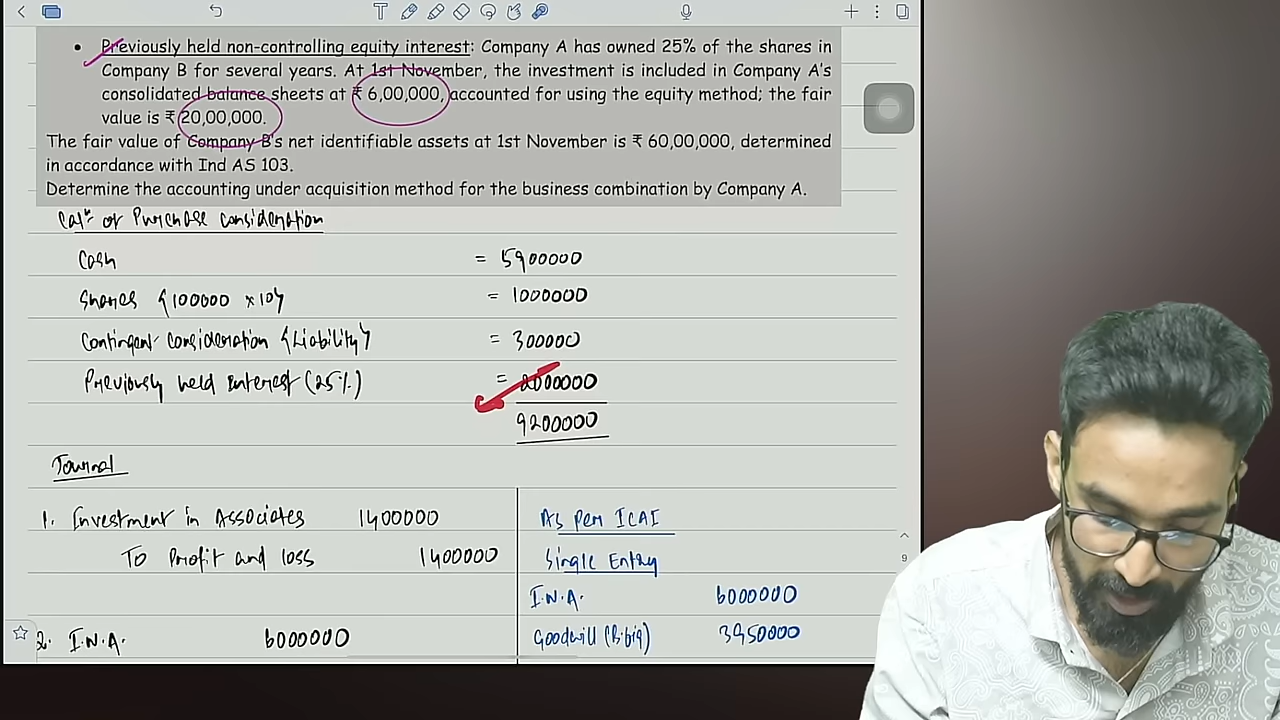 • Previously held non-controlling equity interest: Company A has owned 25% of the shares in
Company B for several years. At 1st November, the investment is included in Company A's
consolidated balance sheets at ₹ 6,00,000, accounted for using the equity method; the fair
value is ₹ 20,00,000.
The fair value of Company B's net identifiable assets at 1st November is ₹ 60,00,000, determined
in accordance with Ind AS 103.
Determine the accounting under acquisition method for the business combination by Company A.
Calⁿ of Purchase Consideration
Cash = 5900000
Shares {100000 x 10} = 1000000
Contingent Consideration {Liability} = 300000
Previously held Interest (25%) = 2000000
9200000
Journal
1. Investment in Associates 1400000
To Profit and loss 1400000
2. I.N.A. 6000000
As per ICAI
Single Entry
I.N.A. 6000000
Goodwill (B.fig) 3950000
9